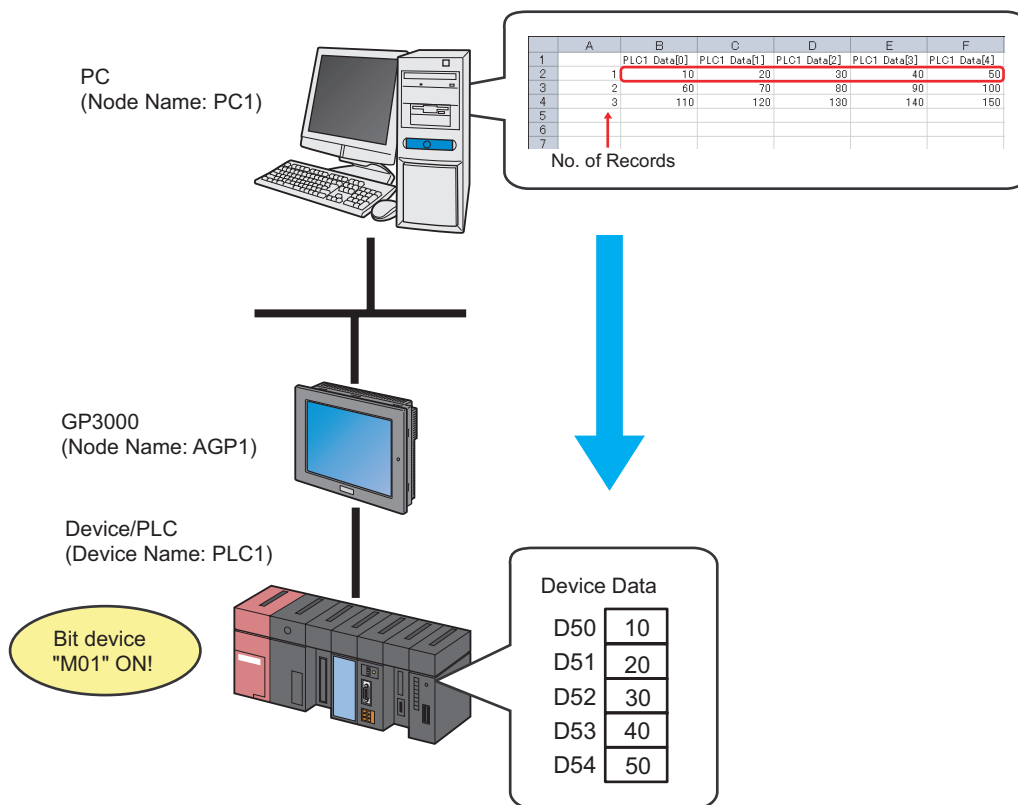 PC
(Node Name: PC1)
A B C D E F
1 PLC1 Data[0] PLC1 Data[1] PLC1 Data[2] PLC1 Data[3] PLC1 Data[4]
2 1 10 20 30 40 50
3 2 60 70 80 90 100
4 3 110 120 130 140 150
5
6
7
No. of Records
GP3000
(Node Name: AGP1)
Device/PLC
(Device Name: PLC1)
Bit device
"M01" ON!
Device Data
D50 10
D51 20
D52 30
D53 40
D54 50